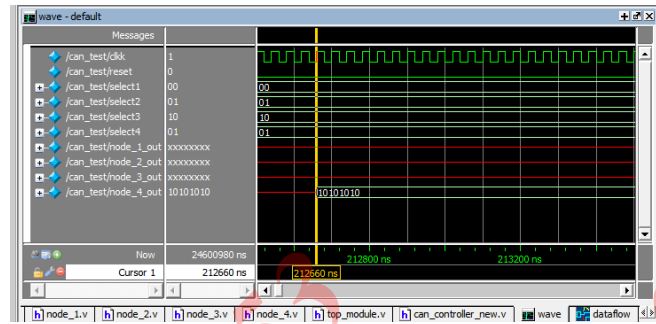 wave - default
Messages
/can_test/clkk 1
/can_test/reset 0
/can_test/select1 00 00
/can_test/select2 01 01
/can_test/select3 10 10
/can_test/select4 01 01
/can_test/node_1_out xxxxxxxx
/can_test/node_2_out xxxxxxxx
/can_test/node_3_out xxxxxxxx
/can_test/node_4_out 10101010 10101010
Now 24600980 ns 212800 ns 213200 ns
Cursor 1 212660 ns 212660 ns
node_1.v node_2.v node_3.v node_4.v top_module.v can_controller_new.v wave dataflow